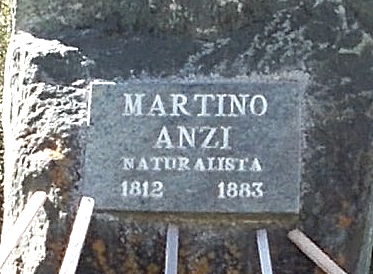 MARTINO
ANZI
NATURALISTA
1812 1883